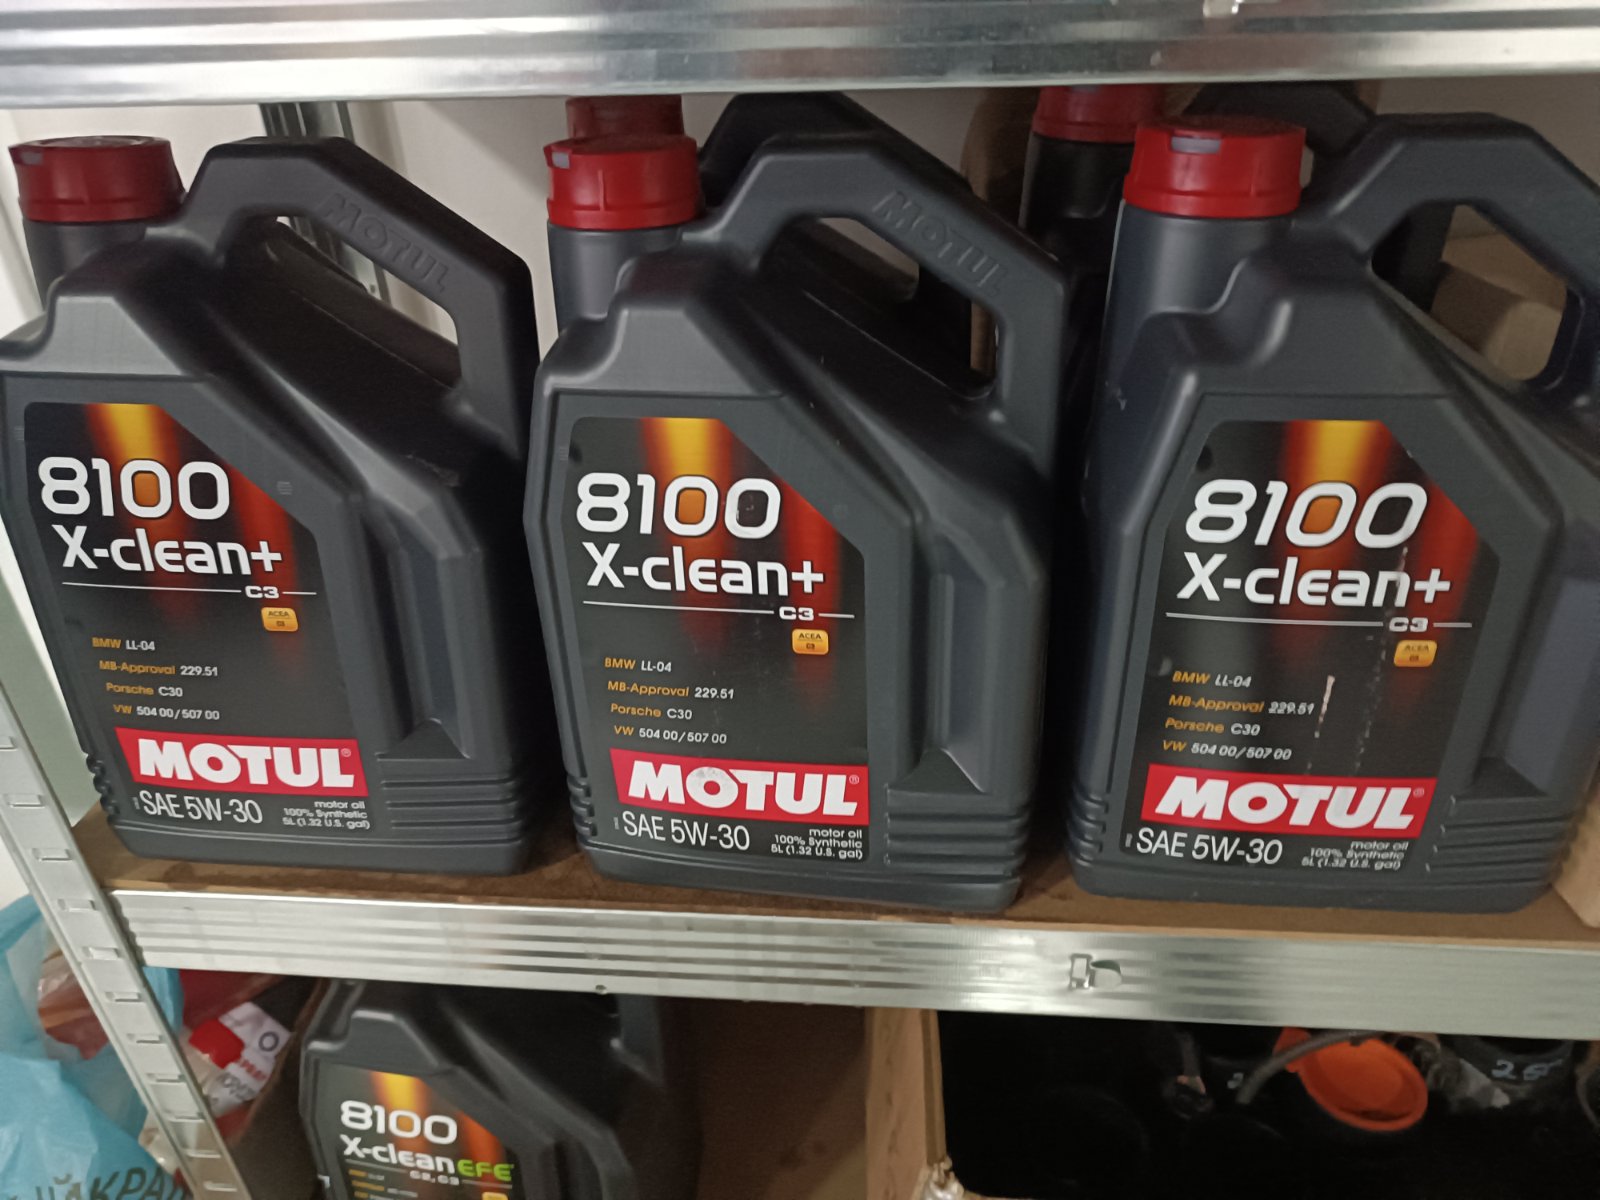 MOTUL
8100
X-clean+
C3
ACEA
C3
BMW LL-04
MB-Approval 229.51
Porsche C30
VW 504 00/507 00
MOTUL®
SAE 5W-30
motor oil
100% Synthetic
5L (1.32 U.S. gal)
MOTUL
8100
X-clean+
C3
ACEA
C3
BMW LL-04
MB-Approval 229.51
Porsche C30
VW 504 00/507 00
MOTUL®
SAE 5W-30
motor oil
100% Synthetic
5L (1.32 U.S. gal)
8100
X-clean+
C3
ACEA
C3
BMW LL-04
MB-Approval 229.51
Porsche C30
VW 504 00/507 00
MOTUL®
SAE 5W-30
motor oil
100% Synthetic
5L (1.32 U.S. gal)
8100
X-clean EFE
C2, C3